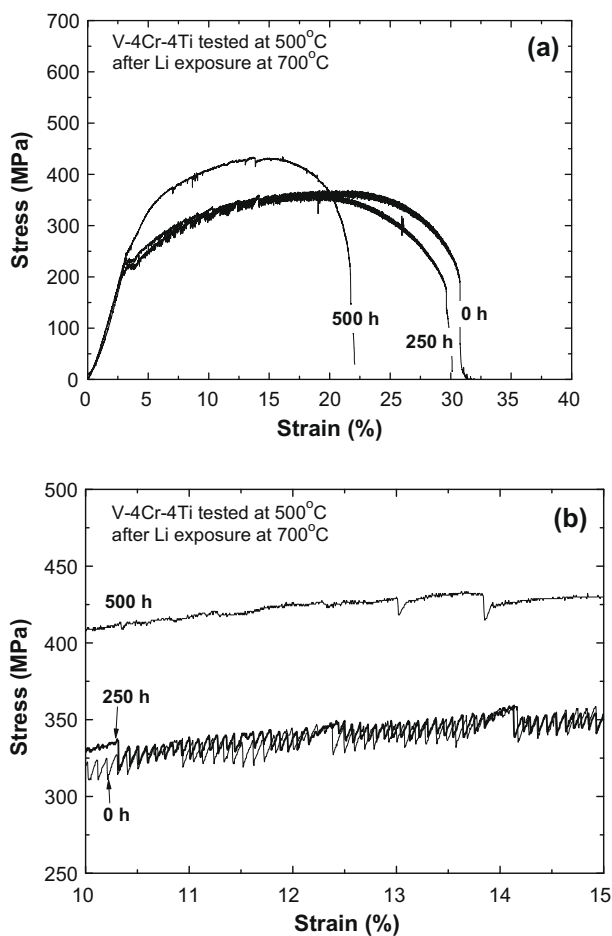 700
600
500
400
300
200
100
0
Stress (MPa)
V-4Cr-4Ti tested at 500°C
after Li exposure at 700°C
(a)
500 h
250 h
0 h
0 5 10 15 20 25 30 35 40
Strain (%)
500
450
400
350
300
250
Stress (MPa)
V-4Cr-4Ti tested at 500°C
after Li exposure at 700°C
(b)
500 h
250 h
0 h
10 11 12 13 14 15
Strain (%)